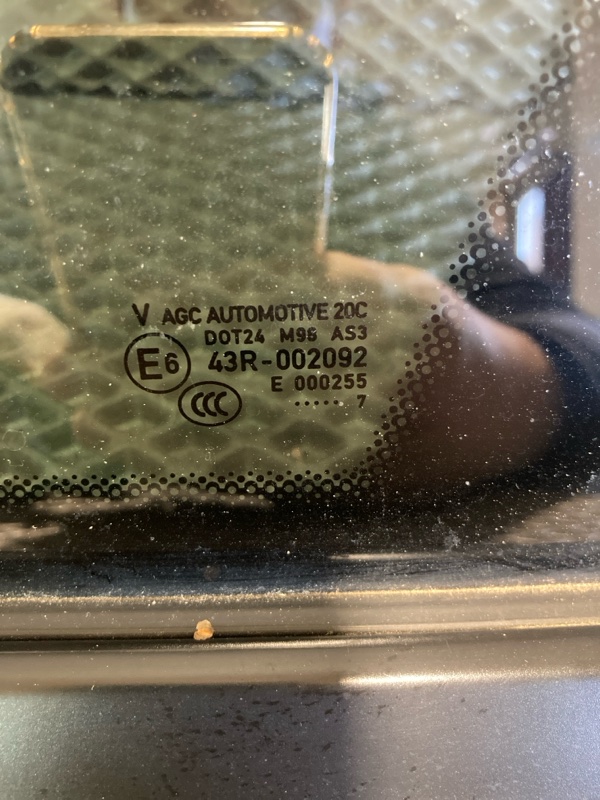 V AGC AUTOMOTIVE 20C
DOT24 M98 AS3
E6 43R-002092
E 000255
CCC
..... 7